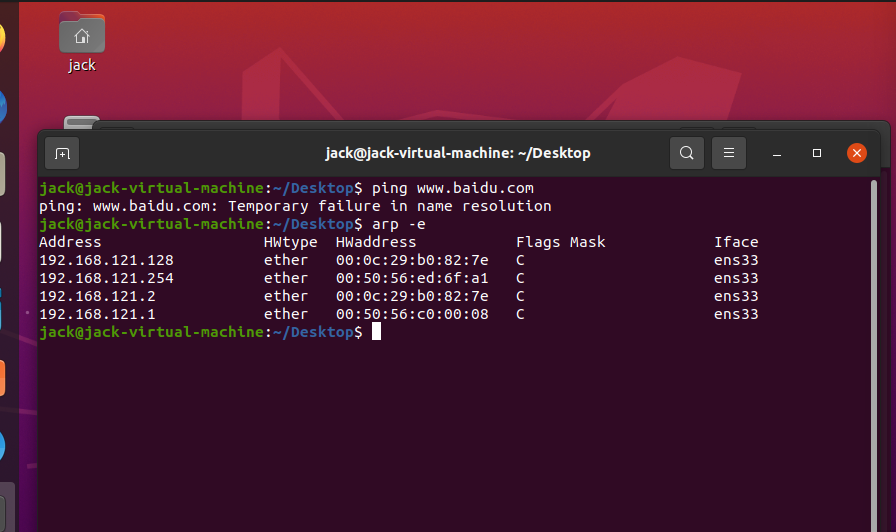 jack
jack@jack-virtual-machine: ~/Desktop
jack@jack-virtual-machine:~/Desktop$ ping www.baidu.com
ping: www.baidu.com: Temporary failure in name resolution
jack@jack-virtual-machine:~/Desktop$ arp -e
Address                  HWtype  HWaddress           Flags Mask            Iface
192.168.121.128          ether   00:0c:29:b0:82:7e   C                     ens33
192.168.121.254          ether   00:50:56:ed:6f:a1   C                     ens33
192.168.121.2            ether   00:0c:29:b0:82:7e   C                     ens33
192.168.121.1            ether   00:50:56:c0:00:08   C                     ens33
jack@jack-virtual-machine:~/Desktop$